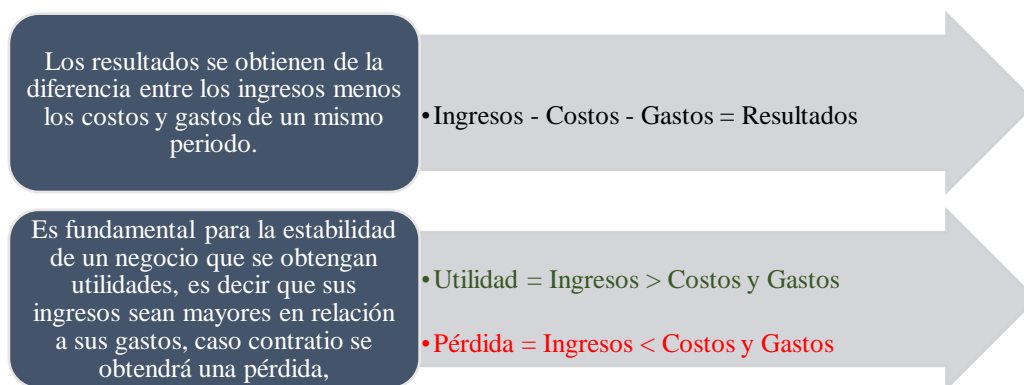 Los resultados se obtienen de la
diferencia entre los ingresos menos
los costos y gastos de un mismo
periodo.
•Ingresos - Costos - Gastos = Resultados
Es fundamental para la estabilidad
de un negocio que se obtengan
utilidades, es decir que sus
ingresos sean mayores en relación
a sus gastos, caso contratio se
obtendrá una pérdida,
•Utilidad = Ingresos > Costos y Gastos
•Pérdida = Ingresos < Costos y Gastos